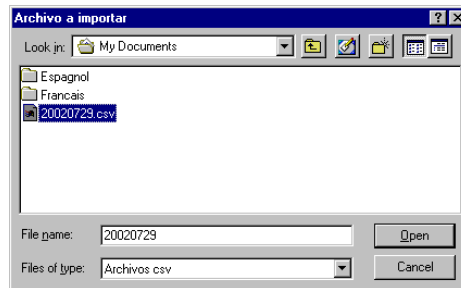 Archivo a importar
Look in: My Documents
Espagnol
Francais
20020729.csv
File name: 20020729 Open
Files of type: Archivos csv Cancel